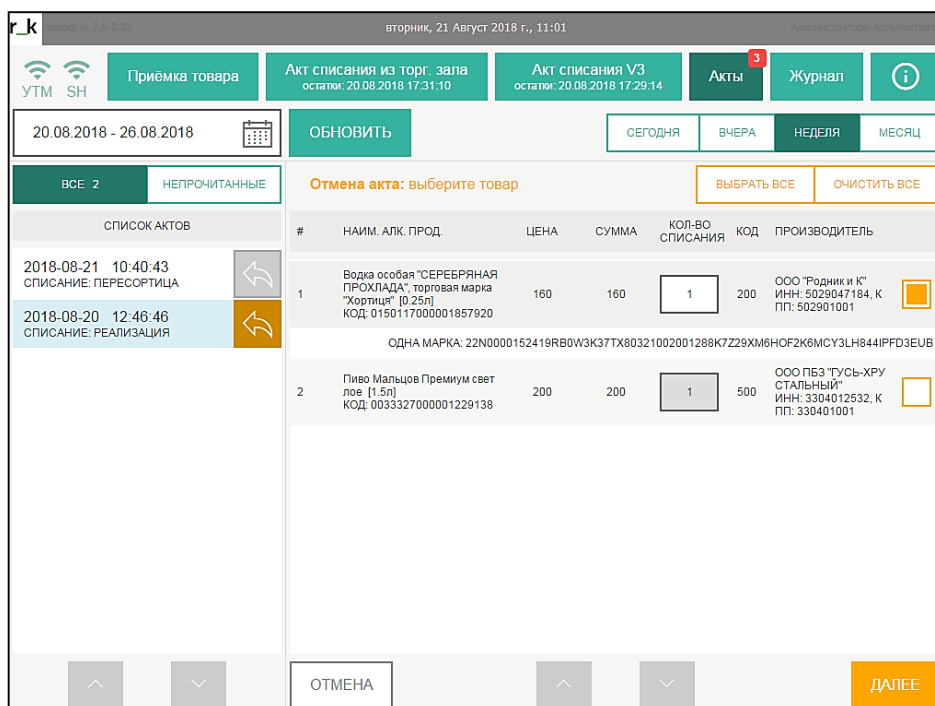 r_k keeper v. 7.6.2.22 вторник, 21 Август 2018 г., 11:01 Администраторы Администрат
УТМ SH
Приёмка товара
Акт списания из торг. зала
остатки: 20.08.2018 17:31:10
Акт списания V3
остатки: 20.08.2018 17:29:14
Акты 3
Журнал
20.08.2018 - 26.08.2018
ОБНОВИТЬ
СЕГОДНЯ ВЧЕРА НЕДЕЛЯ МЕСЯЦ
ВСЕ 2 НЕПРОЧИТАННЫЕ
Отмена акта: выберите товар
ВЫБРАТЬ ВСЕ ОЧИСТИТЬ ВСЕ
СПИСОК АКТОВ
2018-08-21 10:40:43
СПИСАНИЕ: ПЕРЕСОРТИЦА
2018-08-20 12:46:46
СПИСАНИЕ: РЕАЛИЗАЦИЯ
# НАИМ. АЛК. ПРОД. ЦЕНА СУММА КОЛ-ВО СПИСАНИЯ КОД ПРОИЗВОДИТЕЛЬ
1
Водка особая "СЕРЕБРЯНАЯ
ПРОХЛАДА", торговая марка
"Хортиця" [0.25л]
КОД: 0150117000001857920
160 160 1 200
ООО "Родник и К"
ИНН: 5029047184, К
ПП: 502901001
ОДНА МАРКА: 22N0000152419RB0W3K37TX80321002001288K7Z29XM6HOF2K6MCY3LH844IPFD3EUB
2
Пиво Мальцов Премиум свет
лое [1.5л]
КОД: 0033327000001229138
200 200 1 500
ООО ПБЗ "ГУСЬ-ХРУ
СТАЛЬНЫЙ"
ИНН: 3304012532, К
ПП: 330401001
ОТМЕНА
ДАЛЕЕ